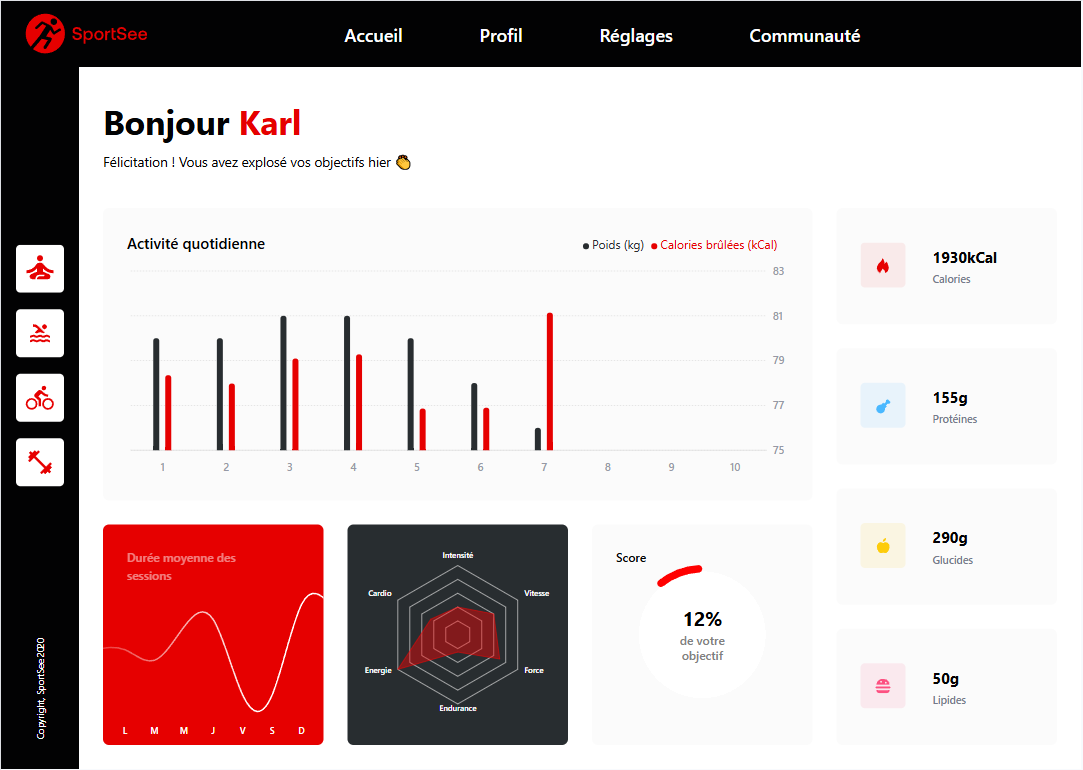 SportSee
Accueil
Profil
Réglages
Communauté
Bonjour Karl
Félicitation ! Vous avez explosé vos objectifs hier 👏
Activité quotidienne
Poids (kg)
Calories brûlées (kCal)
83
81
79
77
75
1 2 3 4 5 6 7 8 9 10
1930kCal
Calories
155g
Protéines
290g
Glucides
50g
Lipides
Durée moyenne des
sessions
L M M J V S D
Intensité
Vitesse
Force
Endurance
Energie
Cardio
Score
12%
de votre
objectif
Copyright, SportSee 2020